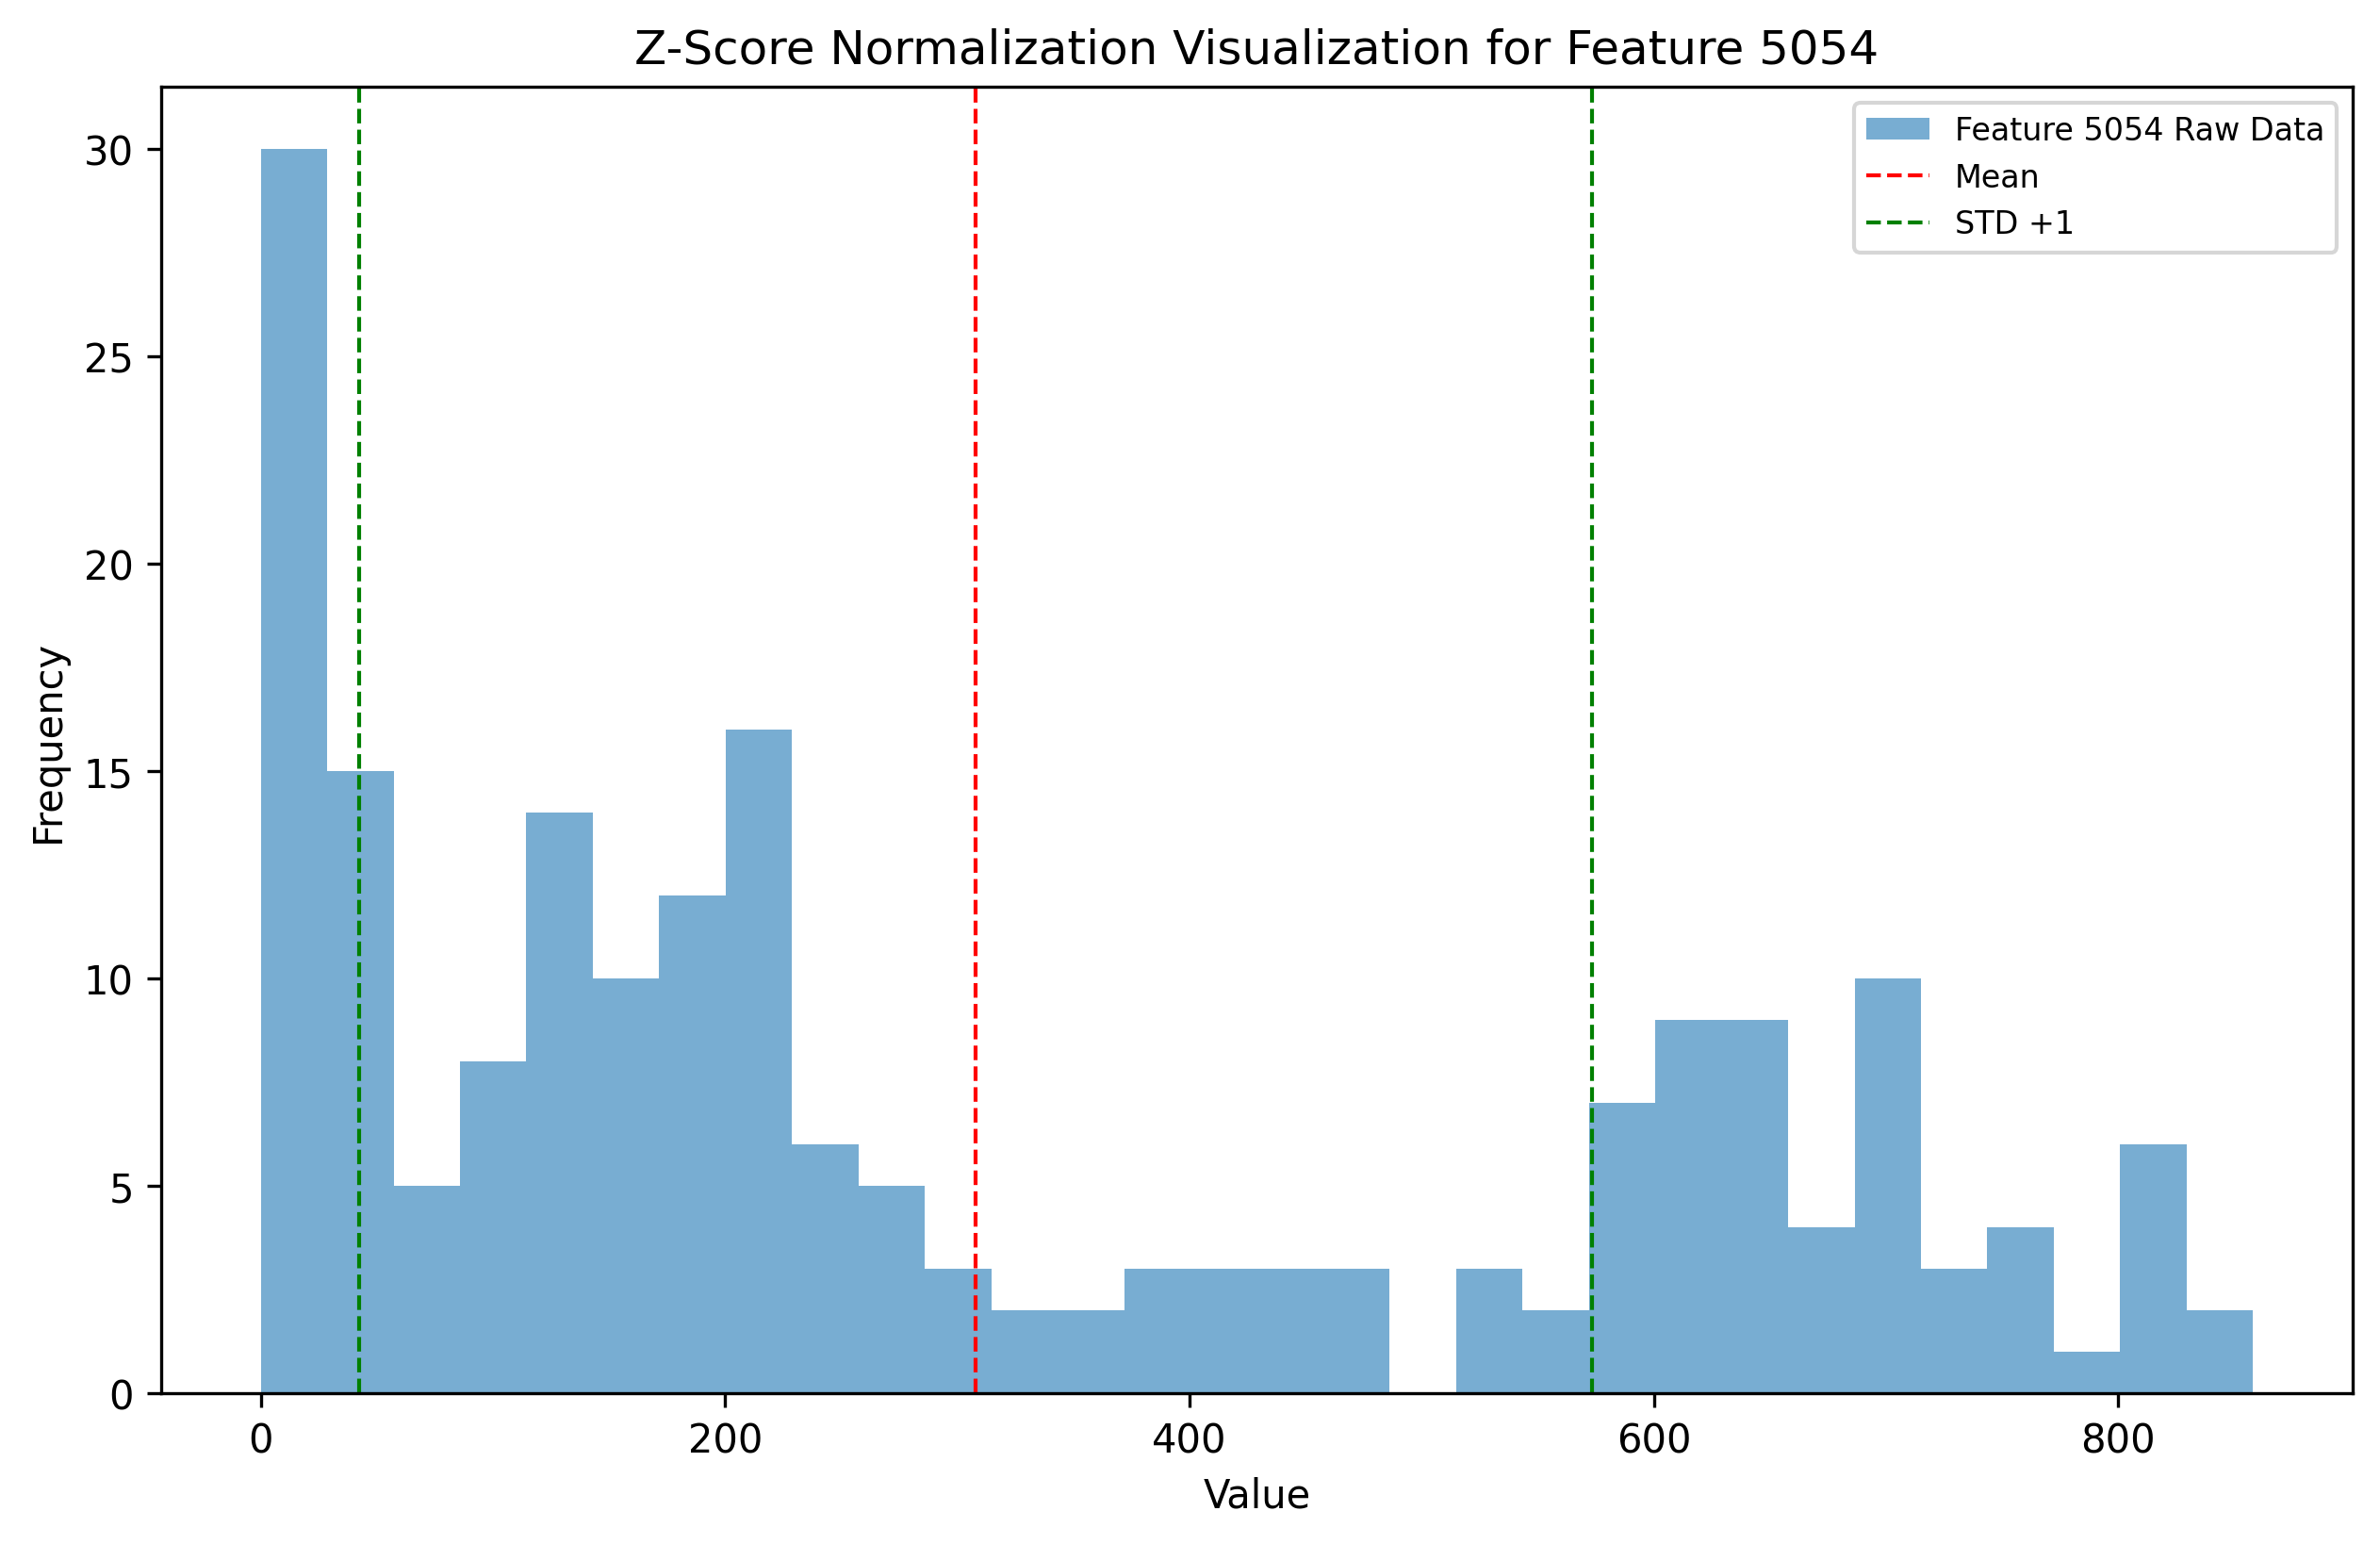 Z-Score Normalization Visualization for Feature 5054
Feature 5054 Raw Data
Mean
STD +1
30
25
20
15
10
5
0
Frequency
0 200 400 600 800
Value